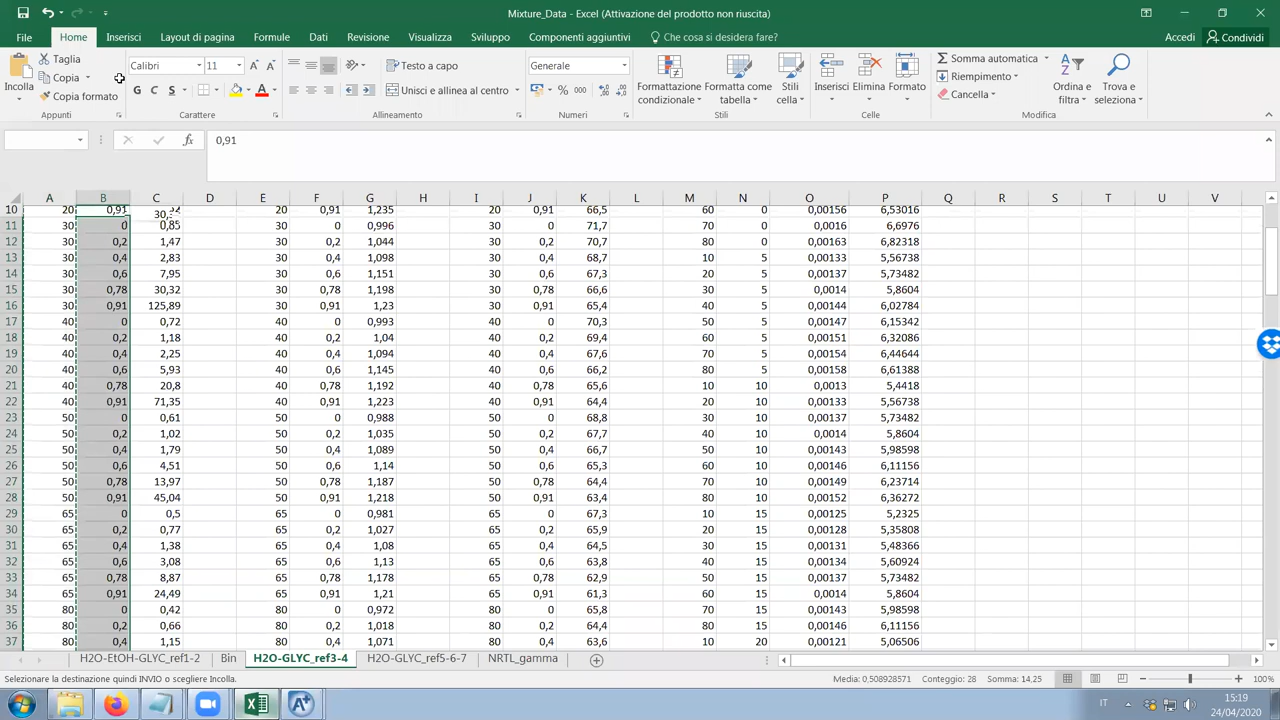 Mixture_Data - Excel (Attivazione del prodotto non riuscita)
File Home Inserisci Layout di pagina Formule Dati Revisione Visualizza Sviluppo Componenti aggiuntivi Che cosa si desidera fare? Accedi Condividi
Incolla Taglia Copia Copia formato Calibri 11 Testo a capo Unisci e allinea al centro Generale Formattazione condizionale Formatta come tabella Stili cella Inserisci Elimina Formato Somma automatica Riempimento Cancella Ordina e filtra Trova e seleziona
G C S A A A % 000
Appunti Carattere Allineamento Numeri Stili Celle Modifica
fx 0,91
A B C D E F G H I J K L M N O P Q R S T U V
10 20 0,91 20 0,91 1,235 20 0,91 66,5 60 0 0,00156 6,53016
11 30 0 0,85 30 0 0,996 30 0 71,7 70 0 0,0016 6,6976
12 30 0,2 1,47 30 0,2 1,044 30 0,2 70,7 80 0 0,00163 6,82318
13 30 0,4 2,83 30 0,4 1,098 30 0,4 68,7 10 5 0,00133 5,56738
14 30 0,6 7,95 30 0,6 1,151 30 0,6 67,3 20 5 0,00137 5,73482
15 30 0,78 30,32 30 0,78 1,198 30 0,78 66,6 30 5 0,0014 5,8604
16 30 0,91 125,89 30 0,91 1,23 30 0,91 65,4 40 5 0,00144 6,02784
17 40 0 0,72 40 0 0,993 40 0 70,3 50 5 0,00147 6,15342
18 40 0,2 1,18 40 0,2 1,04 40 0,2 69,4 60 5 0,00151 6,32086
19 40 0,4 2,25 40 0,4 1,094 40 0,4 67,6 70 5 0,00154 6,44644
20 40 0,6 5,93 40 0,6 1,145 40 0,6 66,2 80 5 0,00158 6,61388
21 40 0,78 20,8 40 0,78 1,192 40 0,78 65,6 10 10 0,0013 5,4418
22 40 0,91 71,35 40 0,91 1,223 40 0,91 64,4 20 10 0,00133 5,56738
23 50 0 0,61 50 0 0,988 50 0 68,8 30 10 0,00137 5,73482
24 50 0,2 1,02 50 0,2 1,035 50 0,2 67,7 40 10 0,0014 5,8604
25 50 0,4 1,79 50 0,4 1,089 50 0,4 66,7 50 10 0,00143 5,98598
26 50 0,6 4,51 50 0,6 1,14 50 0,6 65,3 60 10 0,00146 6,11156
27 50 0,78 13,97 50 0,78 1,187 50 0,78 64,4 70 10 0,00149 6,23714
28 50 0,91 45,04 50 0,91 1,218 50 0,91 63,4 80 10 0,00152 6,36272
29 65 0 0,5 65 0 0,981 65 0 67,3 10 15 0,00125 5,2325
30 65 0,2 0,77 65 0,2 1,027 65 0,2 65,9 20 15 0,00128 5,35808
31 65 0,4 1,38 65 0,4 1,08 65 0,4 64,5 30 15 0,00131 5,48366
32 65 0,6 3,08 65 0,6 1,13 65 0,6 63,8 40 15 0,00134 5,60924
33 65 0,78 8,87 65 0,78 1,178 65 0,78 62,9 50 15 0,00137 5,73482
34 65 0,91 24,49 65 0,91 1,21 65 0,91 61,3 60 15 0,0014 5,8604
35 80 0 0,42 80 0 0,972 80 0 65,8 70 15 0,00143 5,98598
36 80 0,2 0,66 80 0,2 1,018 80 0,2 64,8 80 15 0,00146 6,11156
37 80 0,4 1,15 80 0,4 1,071 80 0,4 63,6 10 20 0,00121 5,06506
H2O-EtOH-GLYC_ref1-2 Bin H2O-GLYC_ref3-4 H2O-GLYC_ref5-6-7 NRTL_gamma
Selezionare la destinazione quindi INVIO o scegliere Incolla. Media: 0,508928571 Conteggio: 28 Somma: 14,25 100%
IT 15:19
24/04/2020